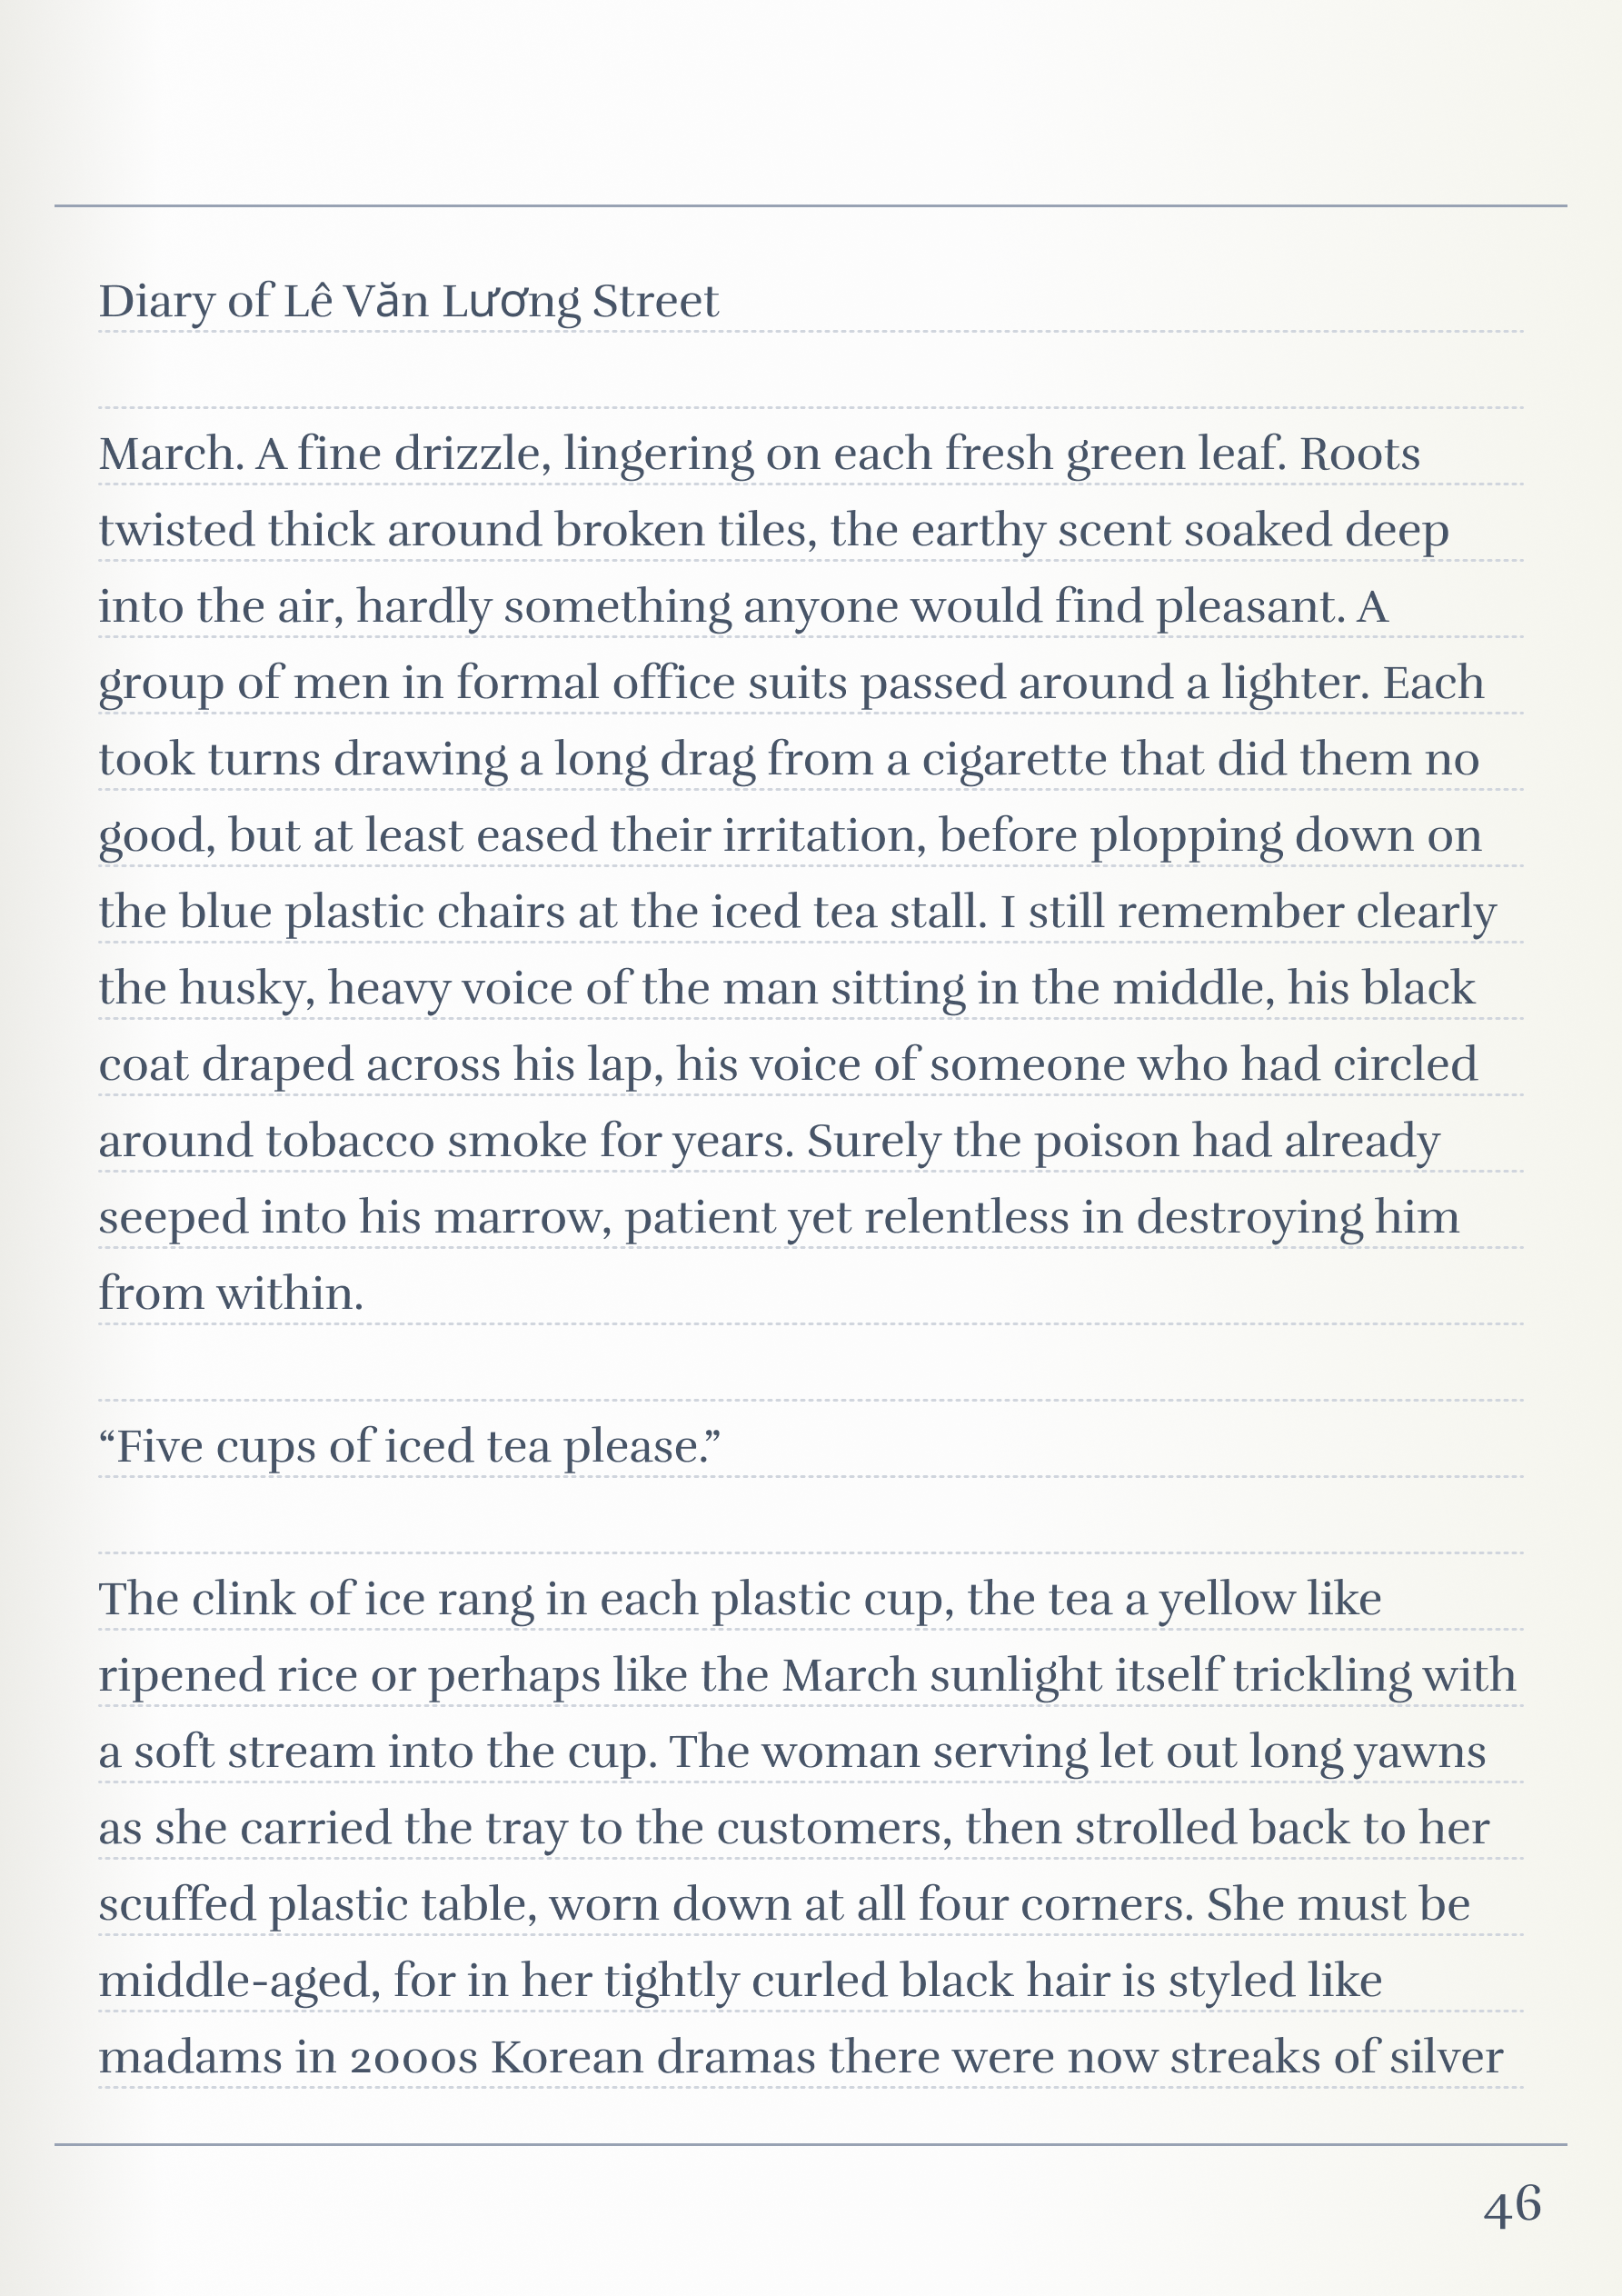 Diary of Lê Văn Lương Street
March. A fine drizzle, lingering on each fresh green leaf. Roots
twisted thick around broken tiles, the earthy scent soaked deep
into the air, hardly something anyone would find pleasant. A
group of men in formal office suits passed around a lighter. Each
took turns drawing a long drag from a cigarette that did them no
good, but at least eased their irritation, before plopping down on
the blue plastic chairs at the iced tea stall. I still remember clearly
the husky, heavy voice of the man sitting in the middle, his black
coat draped across his lap, his voice of someone who had circled
around tobacco smoke for years. Surely the poison had already
seeped into his marrow, patient yet relentless in destroying him
from within.
“Five cups of iced tea please.”
The clink of ice rang in each plastic cup, the tea a yellow like
ripened rice or perhaps like the March sunlight itself trickling with
a soft stream into the cup. The woman serving let out long yawns
as she carried the tray to the customers, then strolled back to her
scuffed plastic table, worn down at all four corners. She must be
middle-aged, for in her tightly curled black hair is styled like
madams in 2000s Korean dramas there were now streaks of silver
46